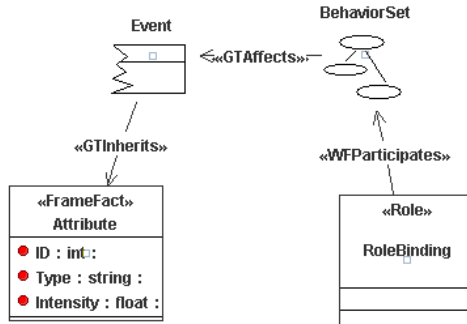 BehaviorSet
Event
«GTAffects»
«GTInherits»
«WFParticipates»
«FrameFact»
Attribute
ID : int :
Type : string :
Intensity : float :
«Role»
RoleBinding